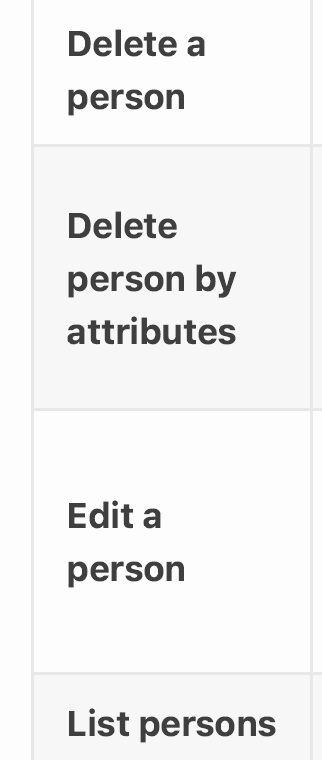 Delete a
person
Delete
person by
attributes
Edit a
person
List persons